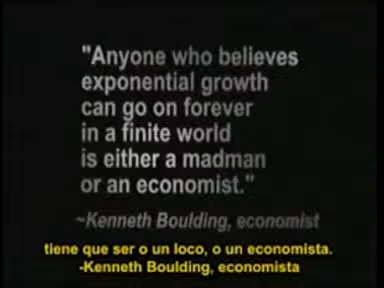 "Anyone who believes
exponential growth
can go on forever
in a finite world
is either a madman
or an economist."
~Kenneth Boulding, economist
tiene que ser o un loco, o un economista.
-Kenneth Boulding, economista